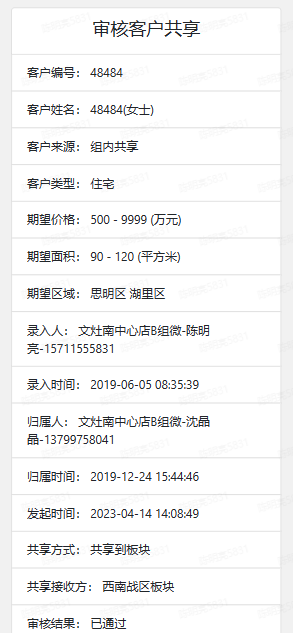 审核客户共享
客户编号： 48484
客户姓名： 48484(女士)
客户来源： 组内共享
客户类型： 住宅
期望价格： 500 - 9999 (万元)
期望面积： 90 - 120 (平方米)
期望区域： 思明区 湖里区
录入人： 文灶南中心店B组微-陈明
亮-15711555831
录入时间： 2019-06-05 08:35:39
归属人： 文灶南中心店B组微-沈晶
晶-13799758041
归属时间： 2019-12-24 15:44:46
发起时间： 2023-04-14 14:08:49
共享方式： 共享到板块
共享接收方： 西南战区板块
审核结果： 已通过